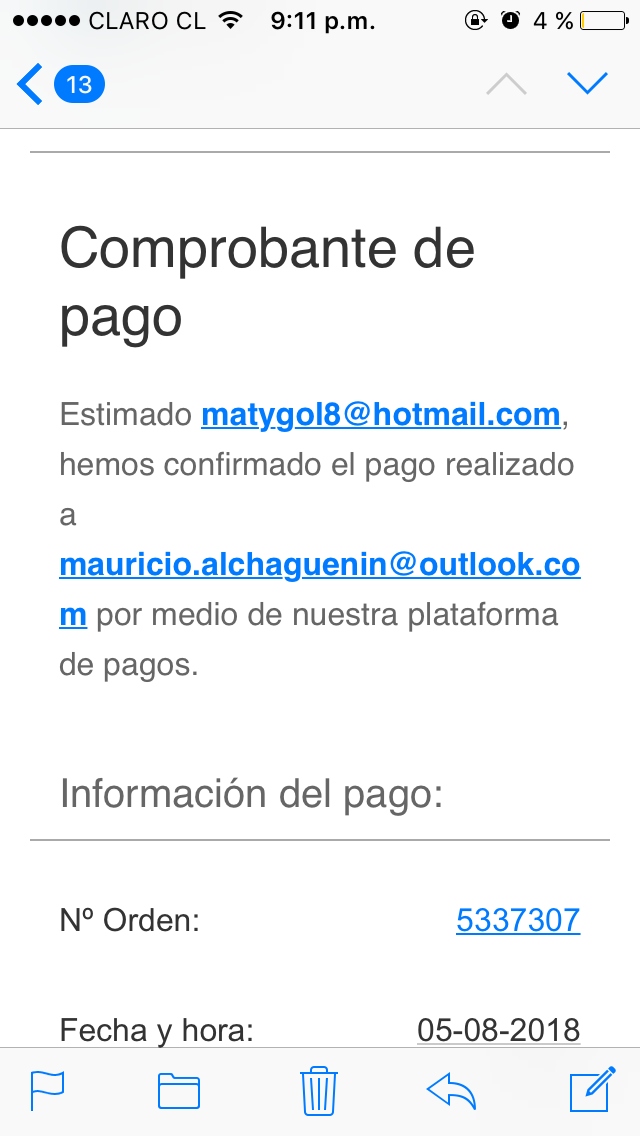 CLARO CL 9:11 p.m. 4 %
13
Comprobante de
pago
Estimado matygol8@hotmail.com,
hemos confirmado el pago realizado
a
mauricio.alchaguenin@outlook.co
m por medio de nuestra plataforma
de pagos.
Información del pago:
Nº Orden: 5337307
Fecha y hora: 05-08-2018